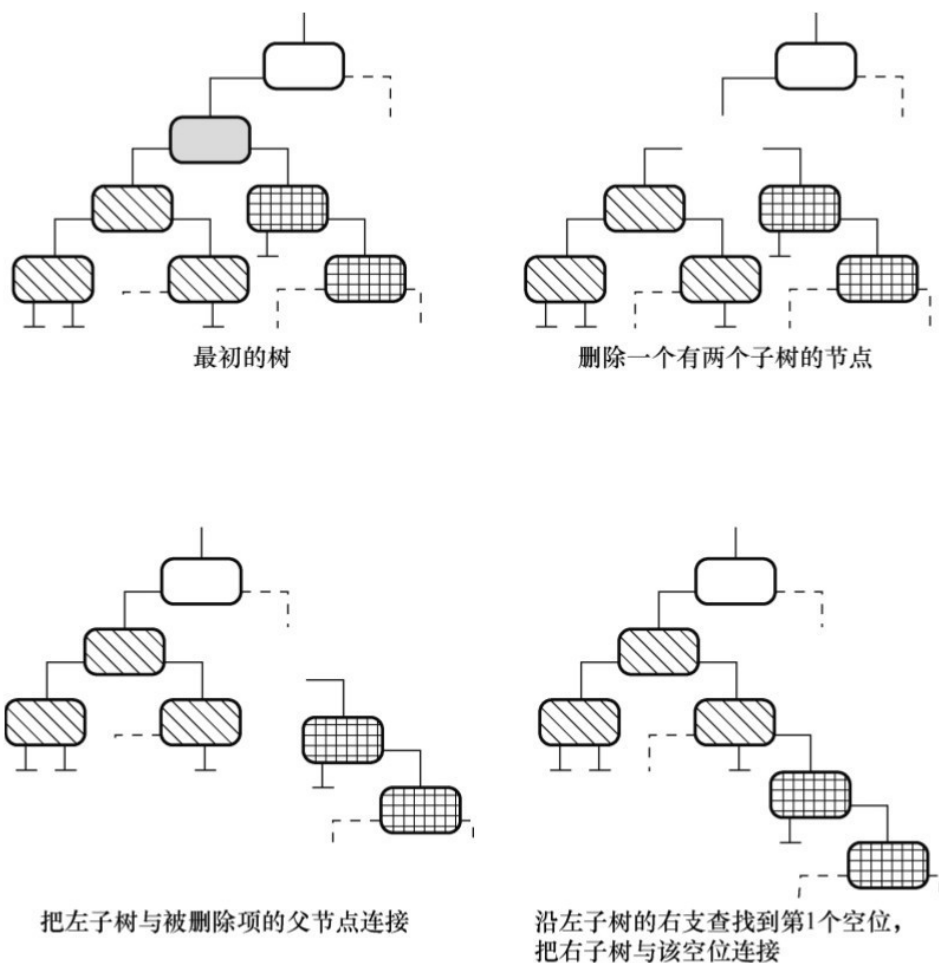 最初的树
删除一个有两个子树的节点
把左子树与被删除项的父节点连接
沿左子树的右支查找到第1个空位，
把右子树与该空位连接